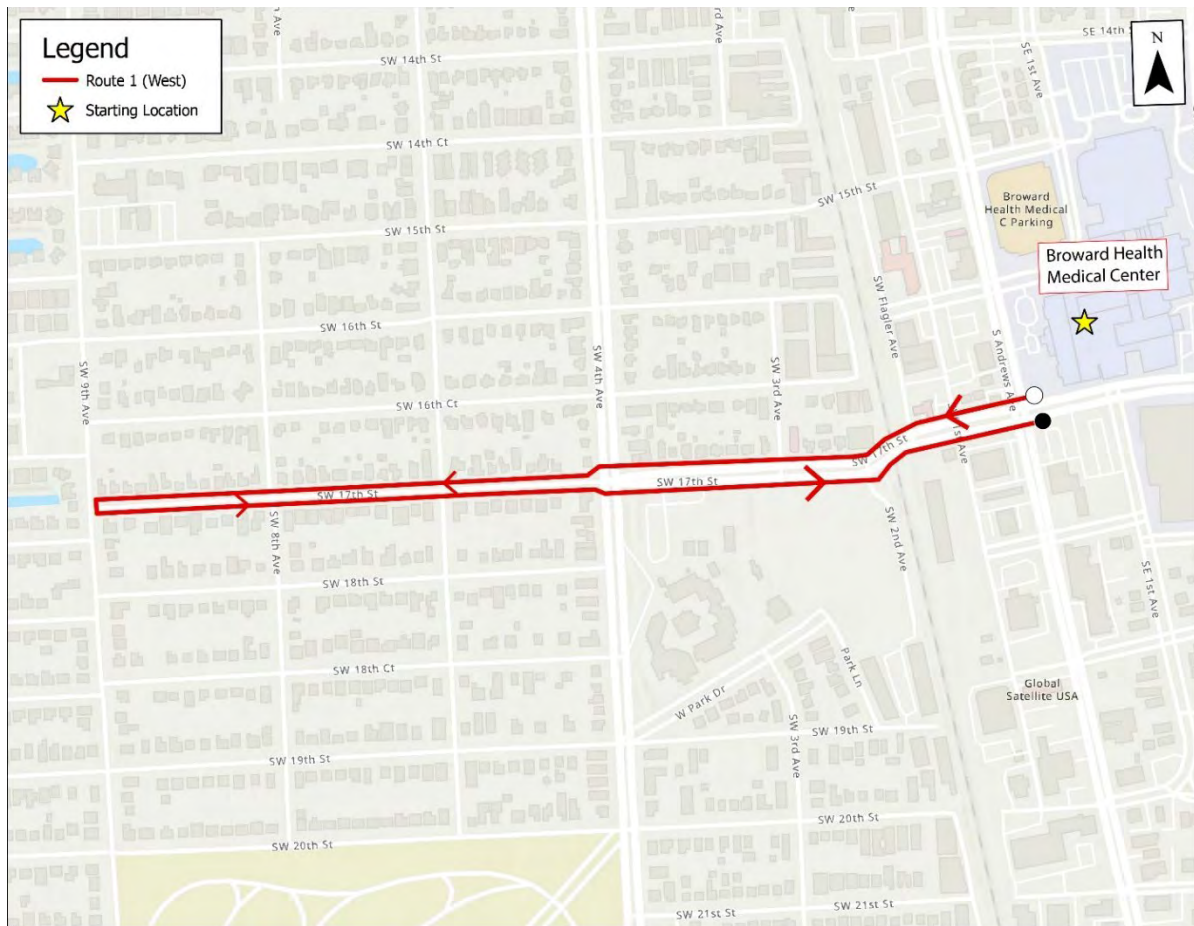 Legend
Route 1 (West)
Starting Location
N
SW 14th St
rd Ave
SE 1st Ave
SE 14th S
h Ave
SW 14th Ct
SW 15th St
SW 15th St
Broward
Health Medical
C Parking
Broward Health
Medical Center
SW 16th St
SW Flagler Ave
S Andrews Ave
SW 9th Ave
SW 4th Ave
SW 3rd Ave
SW 16th Ct
1st Ave
SW 17th St
SW 17th St
SW 17th St
SW 8th Ave
SW 2nd Ave
SE 1st Ave
SW 18th St
SW 18th Ct
W Park Dr
Park Ln
Global
Satellite USA
SW 19th St
SW 3rd Ave
SW 19th St
SW 20th St
SW 20th St
SW 21st St
SW 21st St